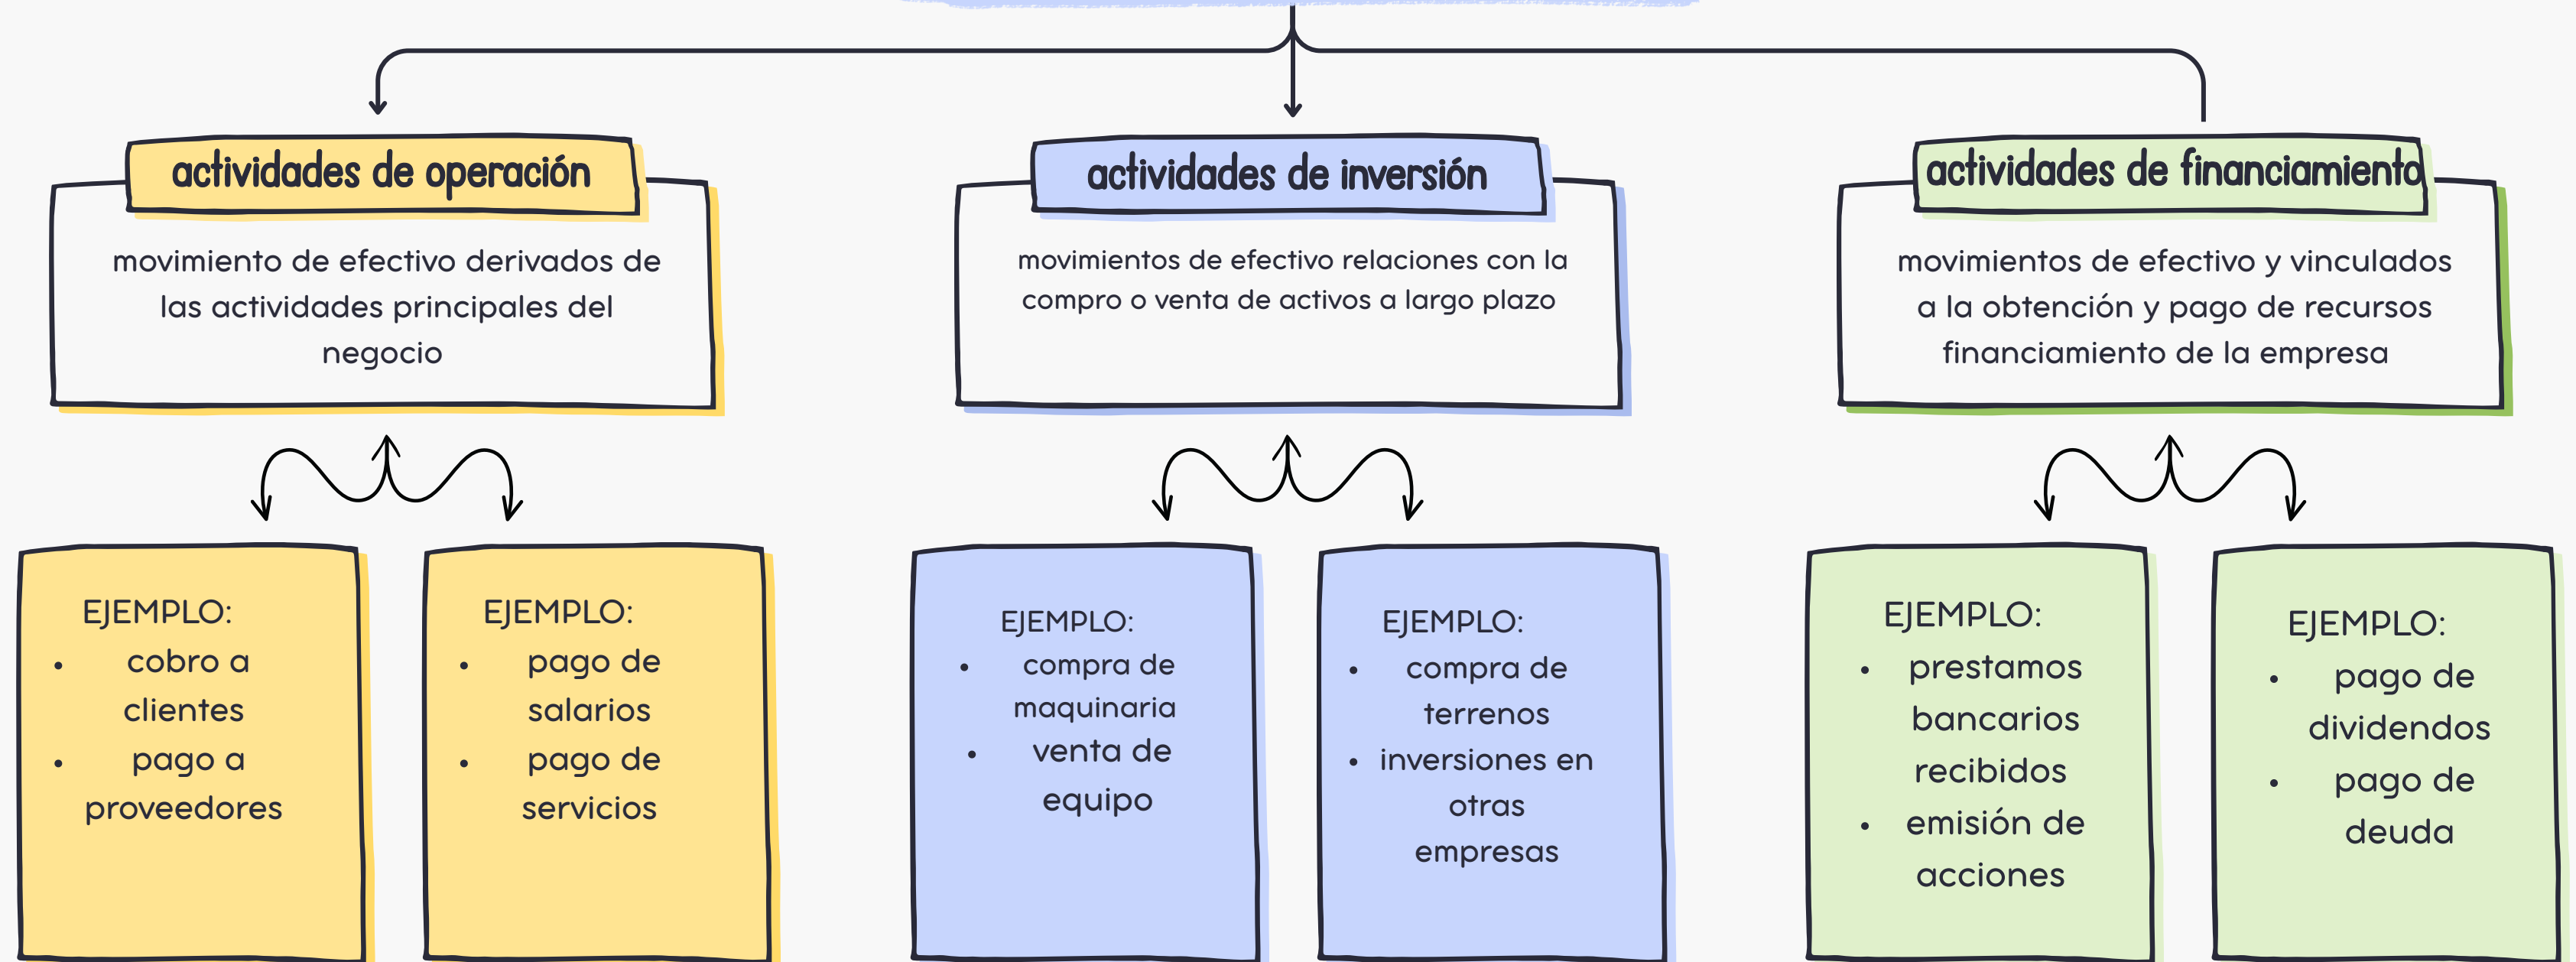 actividades de operación
movimiento de efectivo derivados de
las actividades principales del
negocio
actividades de inversión
movimientos de efectivo relaciones con la
compro o venta de activos a largo plazo
actividades de financiamiento
movimientos de efectivo y vinculados
a la obtención y pago de recursos
financiamiento de la empresa
EJEMPLO:
• cobro a
clientes
• pago a
proveedores
EJEMPLO:
• pago de
salarios
• pago de
servicios
EJEMPLO:
• compra de
maquinaria
• venta de
equipo
EJEMPLO:
• compra de
terrenos
• inversiones en
otras
empresas
EJEMPLO:
• prestamos
bancarios
recibidos
• emisión de
acciones
EJEMPLO:
• pago de
dividendos
• pago de
deuda